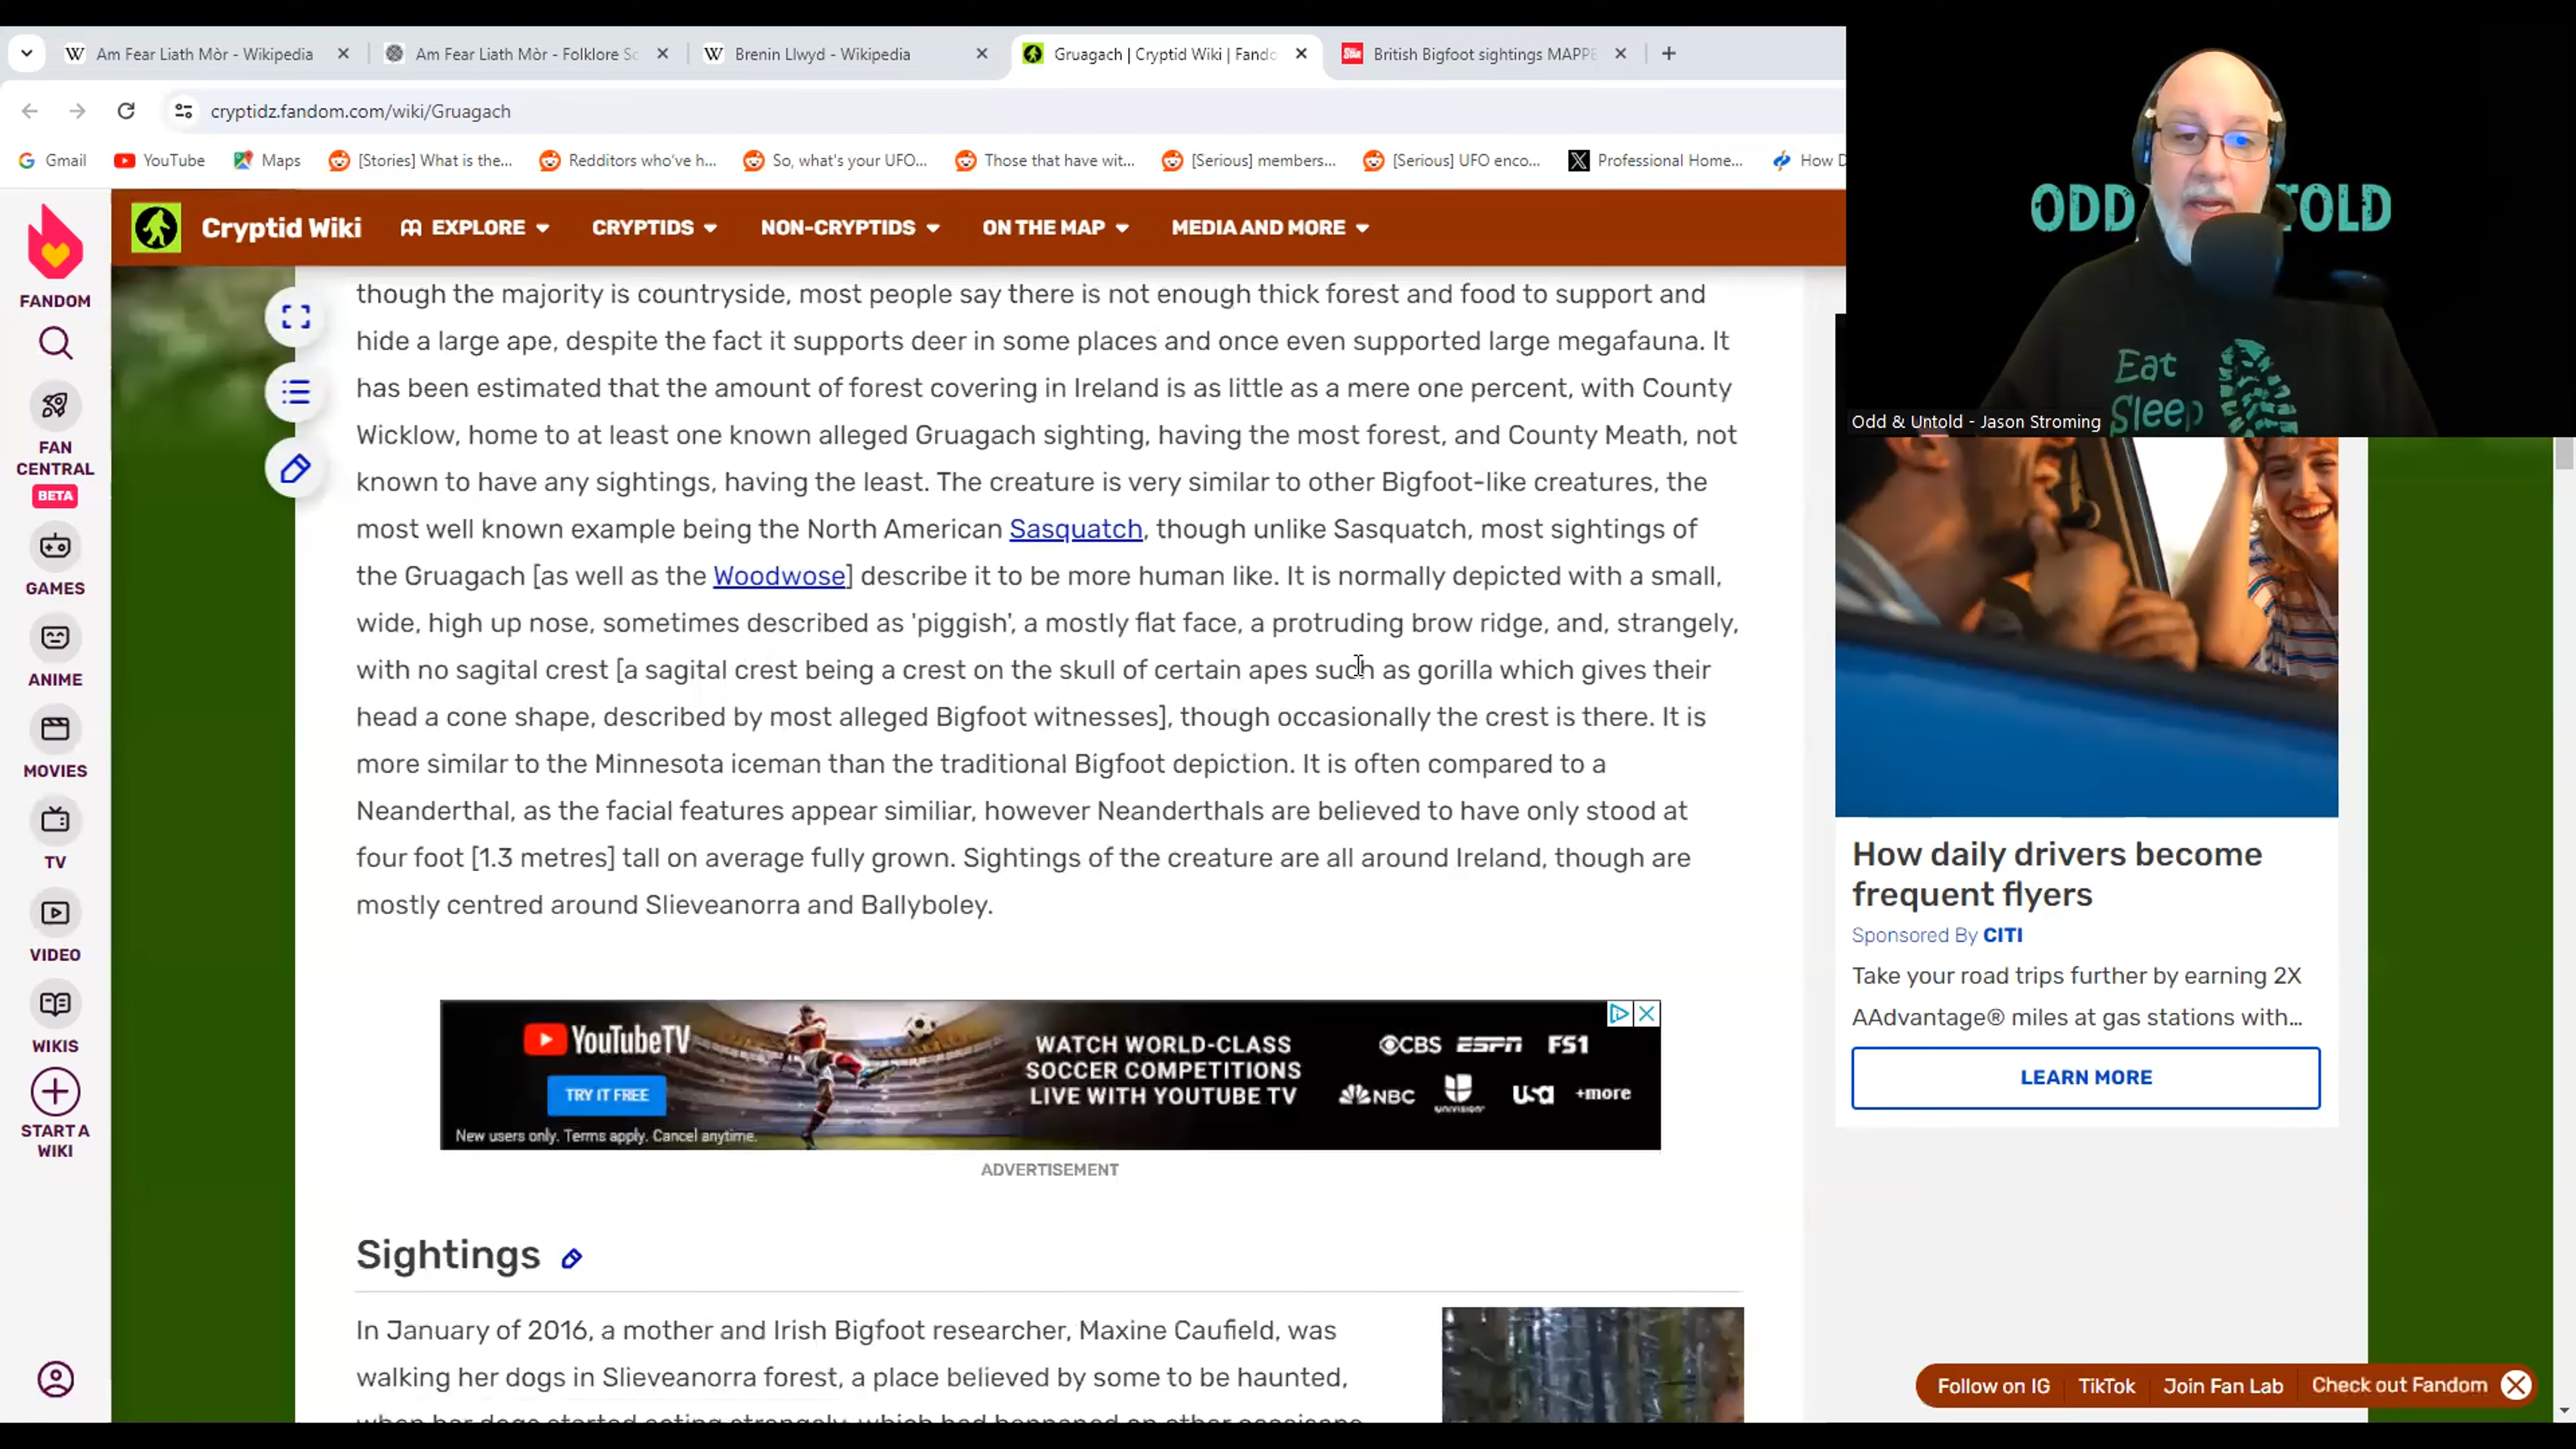 Am Fear Liath Mòr - Wikipedia
Am Fear Liath Mòr - Folklore Sc
Brenin Llwyd - Wikipedia
Gruagach | Cryptid Wiki | Fando
British Bigfoot sightings MAPPE
cryptidz.fandom.com/wiki/Gruagach
Gmail
YouTube
Maps
[Stories] What is the...
Redditors who've h...
So, what's your UFO...
Those that have wit...
[Serious] members...
[Serious] UFO enco...
Professional Home...
How D
Cryptid Wiki
EXPLORE
CRYPTIDS
NON-CRYPTIDS
ON THE MAP
MEDIA AND MORE
FANDOM
FAN
CENTRAL
BETA
GAMES
ANIME
MOVIES
TV
VIDEO
WIKIS
START A
WIKI
though the majority is countryside, most people say there is not enough thick forest and food to support and
hide a large ape, despite the fact it supports deer in some places and once even supported large megafauna. It
has been estimated that the amount of forest covering in Ireland is as little as a mere one percent, with County
Wicklow, home to at least one known alleged Gruagach sighting, having the most forest, and County Meath, not
known to have any sightings, having the least. The creature is very similar to other Bigfoot-like creatures, the
most well known example being the North American Sasquatch, though unlike Sasquatch, most sightings of
the Gruagach [as well as the Woodwose] describe it to be more human like. It is normally depicted with a small,
wide, high up nose, sometimes described as 'piggish', a mostly flat face, a protruding brow ridge, and, strangely,
with no sagital crest [a sagital crest being a crest on the skull of certain apes such as gorilla which gives their
head a cone shape, described by most alleged Bigfoot witnesses], though occasionally the crest is there. It is
more similar to the Minnesota iceman than the traditional Bigfoot depiction. It is often compared to a
Neanderthal, as the facial features appear similiar, however Neanderthals are believed to have only stood at
four foot [1.3 metres] tall on average fully grown. Sightings of the creature are all around Ireland, though are
mostly centred around Slieveanorra and Ballyboley.
YouTubeTV
TRY IT FREE
New users only. Terms apply. Cancel anytime.
WATCH WORLD-CLASS
SOCCER COMPETITIONS
LIVE WITH YOUTUBE TV
CBS ESPN FS1
NBC UNIVISION USA +more
ADVERTISEMENT
Sightings
In January of 2016, a mother and Irish Bigfoot researcher, Maxine Caufield, was
walking her dogs in Slieveanorra forest, a place believed by some to be haunted,
when her dogs started acting strangely, which had happened on other occasions
ODD TOLD
Eat
Sleep
Odd & Untold - Jason Stroming
How daily drivers become
frequent flyers
Sponsored By CITI
Take your road trips further by earning 2X
AAdvantage® miles at gas stations with...
LEARN MORE
Follow on IG
TikTok
Join Fan Lab
Check out Fandom